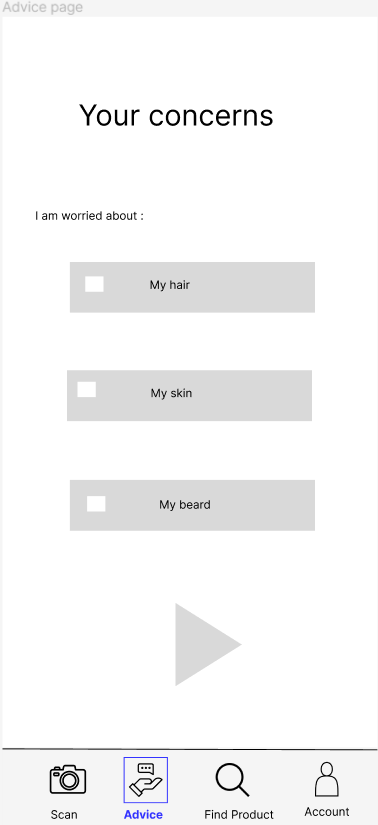 Advice page
Your concerns
I am worried about :
My hair
My skin
My beard
Scan
Advice
Find Product
Account